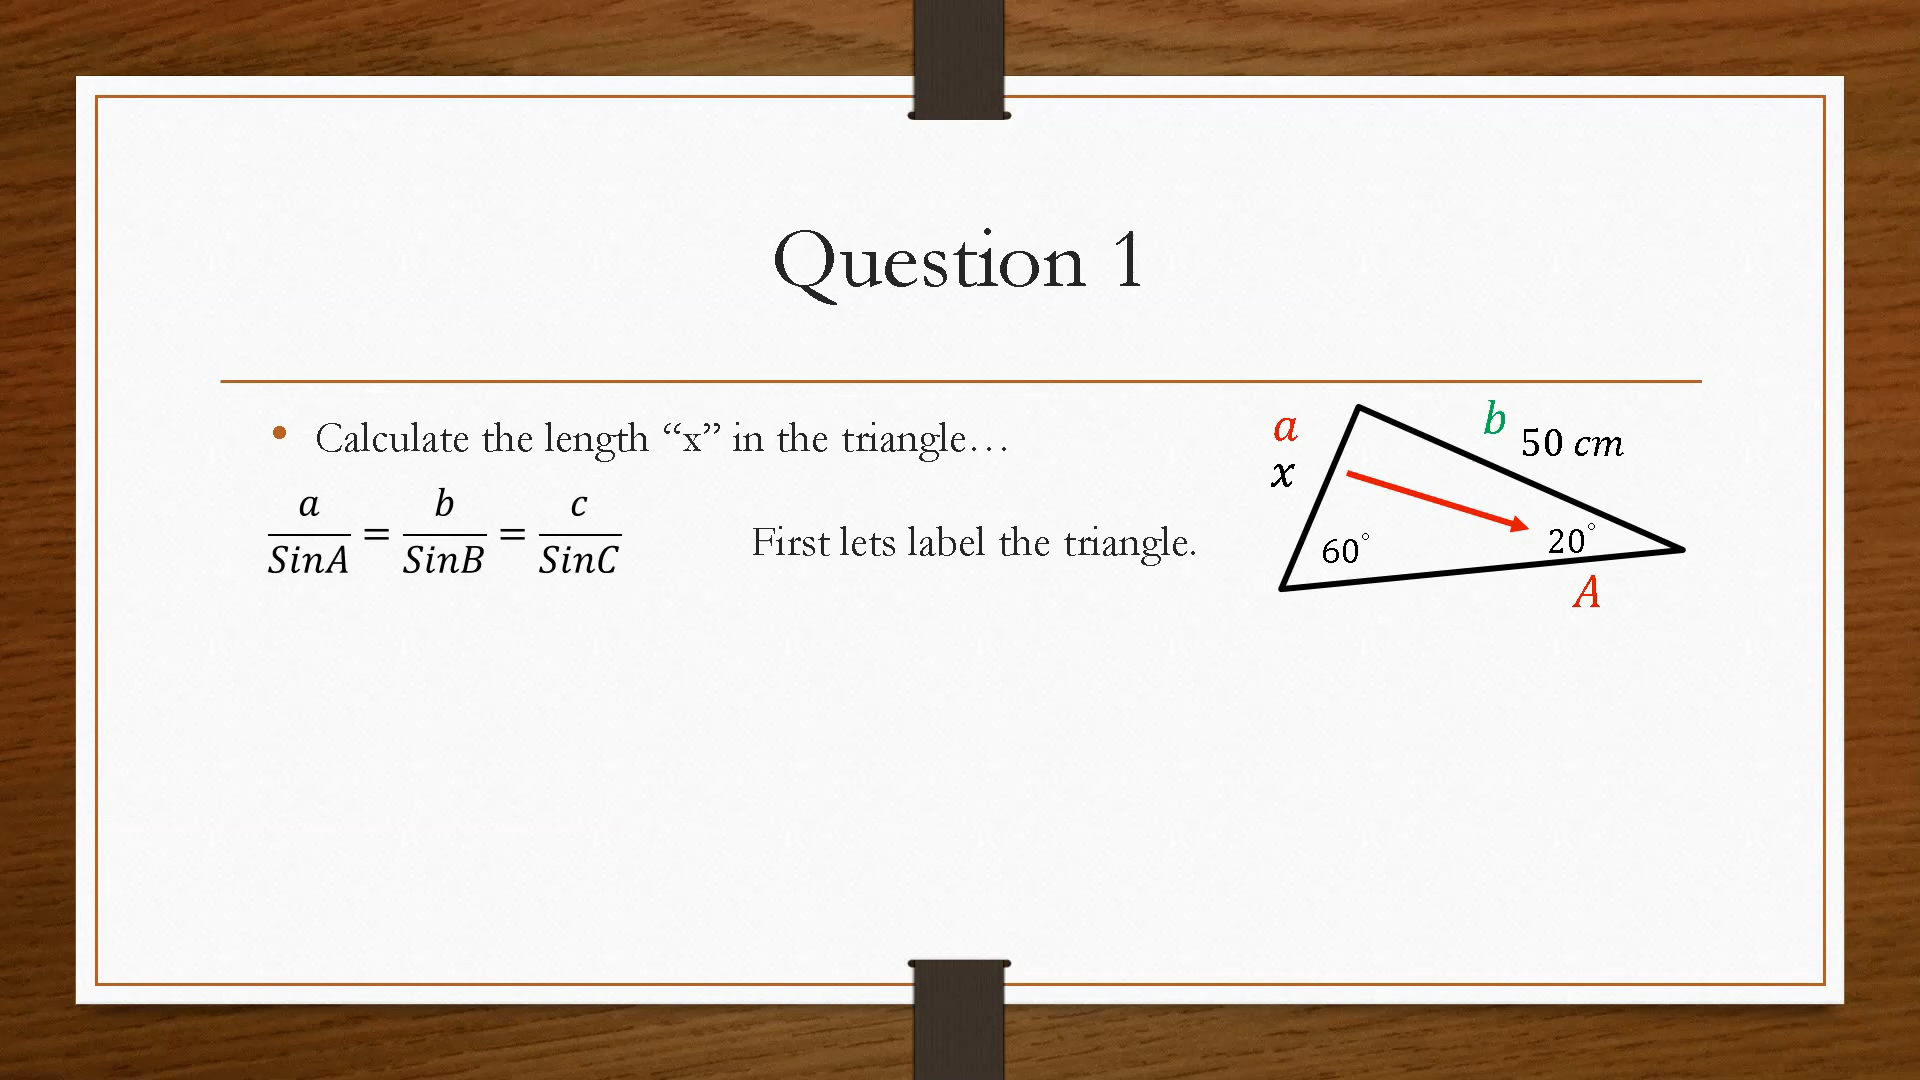 Question 1
• Calculate the length “x” in the triangle…
a/SinA = b/SinB = c/SinC
First lets label the triangle.
a
x
b
50 cm
60°
20°
A